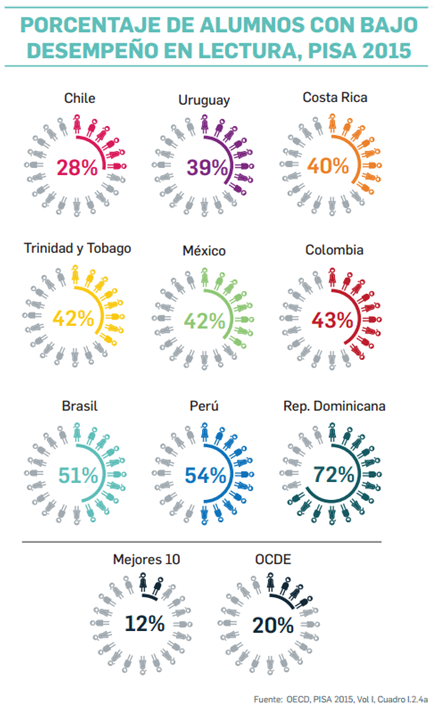 PORCENTAJE DE ALUMNOS CON BAJO
DESEMPEÑO EN LECTURA, PISA 2015
Chile
28%
Uruguay
39%
Costa Rica
40%
Trinidad y Tobago
42%
México
42%
Colombia
43%
Brasil
51%
Perú
54%
Rep. Dominicana
72%
Mejores 10
12%
OCDE
20%
Fuente: OECD, PISA 2015, Vol I, Cuadro I.2.4a